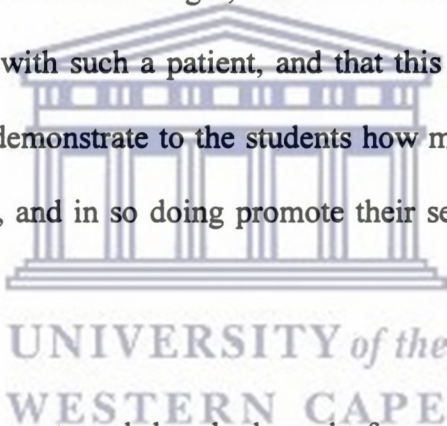 with such a patient, and that this
demonstrate to the students how m
, and in so doing promote their se
UNIVERSITY of the
WESTERN CAPE